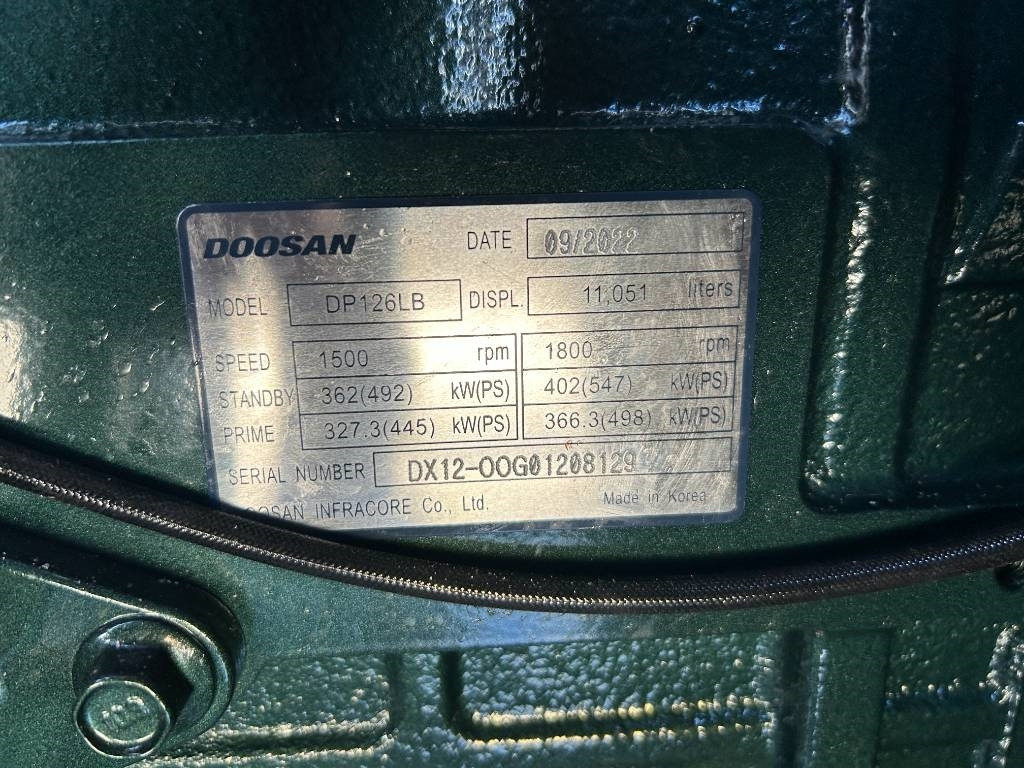 DOOSAN DATE 09/2022
MODEL DP126LB DISPL. 11,051 liters
SPEED 1500 rpm 1800 rpm
STANDBY 362(492) kW(PS) 402(547) kW(PS)
PRIME 327.3(445) kW(PS) 366.3(498) kW(PS)
SERIAL NUMBER DX12-OOG01208129
OOSAN INFRACORE Co., Ltd. Made in Korea